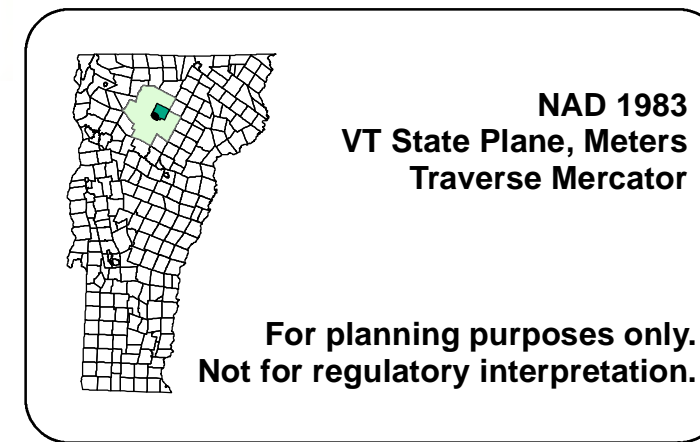 NAD 1983
VT State Plane, Meters
Traverse Mercator
For planning purposes only.
Not for regulatory interpretation.